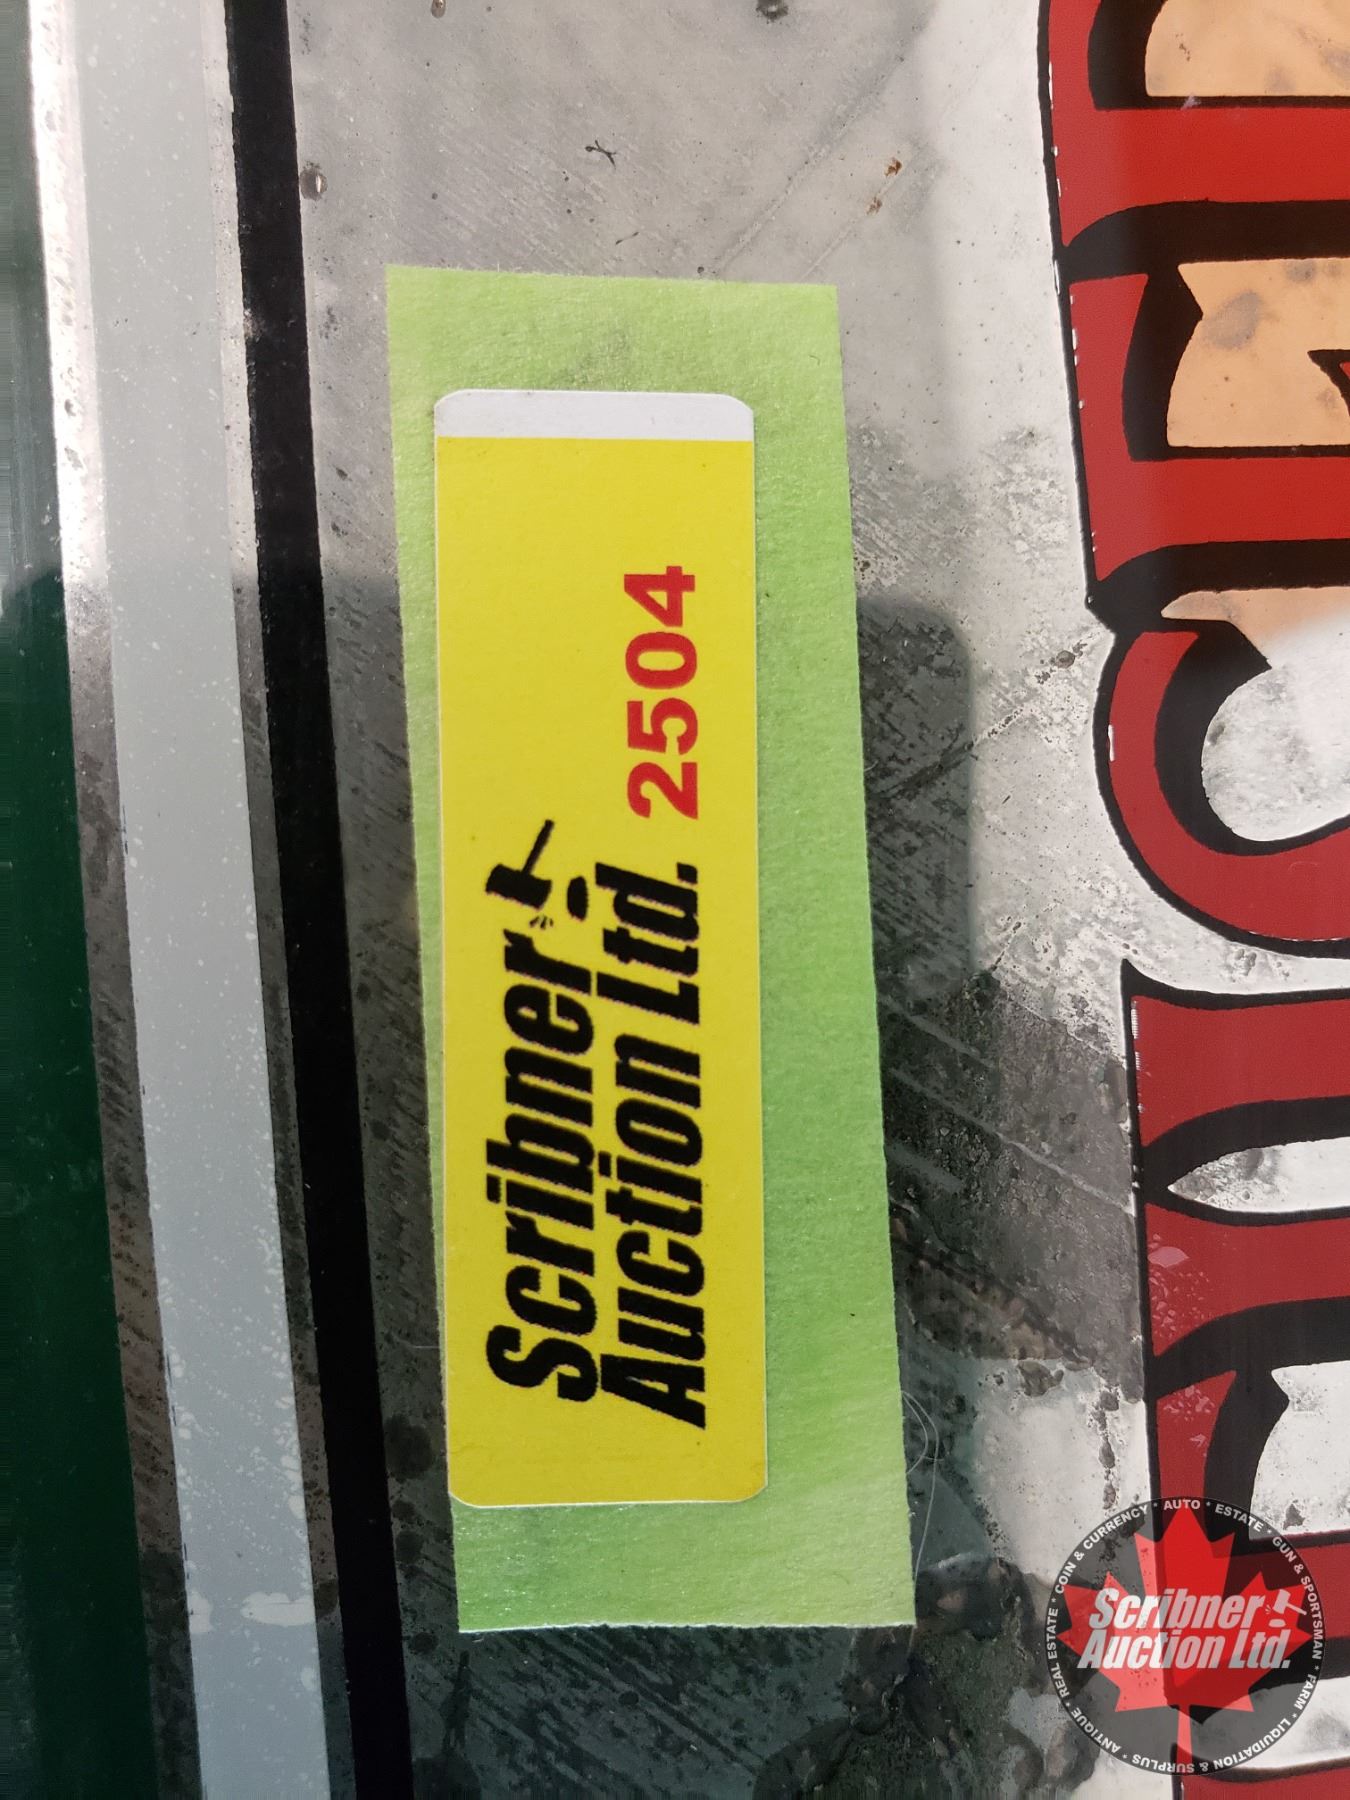 Scribner
Auction Ltd. 2504
REAL ESTATE * COIN & CURRENCY * AUTO * ESTATE * GUN & SPORTSMAN * FARM * LIQUIDATION & SURPLUS * ANTIQUE *
Scribner
Auction Ltd.